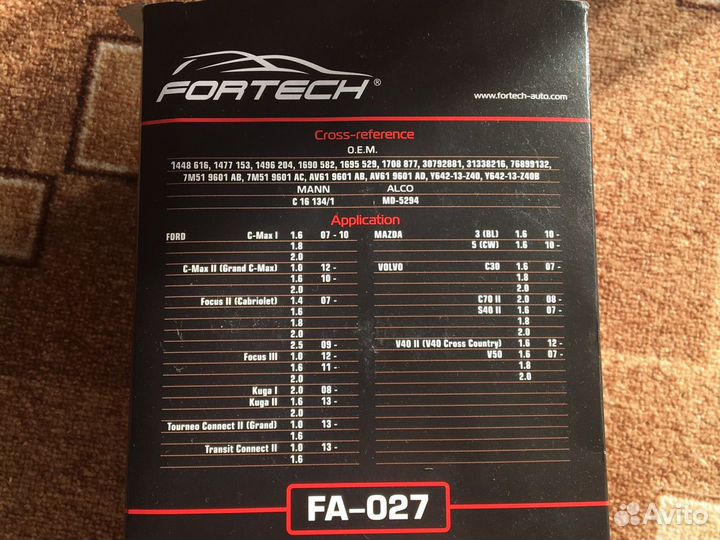 FORTECH®
www.fortech-auto.com
Cross-reference
O.E.M.
1448 616, 1477 153, 1496 204, 1690 582, 1695 529, 1708 877, 30792881, 31338216, 76899132,
7M51 9601 AB, 7M51 9601 AC, AV61 9601 AB, AV61 9601 AD, Y642-13-Z40, Y642-13-Z40B
MANN ALCO
C 16 134/1 MD-5294
Application
FORD C-Max I 1.6 07 - 10 MAZDA 3 (BL) 1.6 10 -
1.8 5 (CW) 1.6 10 -
2.0
C-Max II (Grand C-Max) 1.0 12 - VOLVO C30 1.6 07 -
1.6 10 - 1.8
2.0 2.0
Focus II (Cabriolet) 1.4 07 - C70 II 2.0 08 -
1.6 S40 II 1.6 07 -
1.8 1.8
2.0 2.0
2.5 09 - V40 II (V40 Cross Country) 1.6 12 -
Focus III 1.0 12 - V50 1.6 07 -
1.6 11 - 1.8
2.0 2.0
Kuga I 2.0 08 -
Kuga II 1.6 13 -
2.0
Tourneo Connect II (Grand) 1.0 13 -
1.6
Transit Connect II 1.0 13 -
1.6
FA-027
Avito